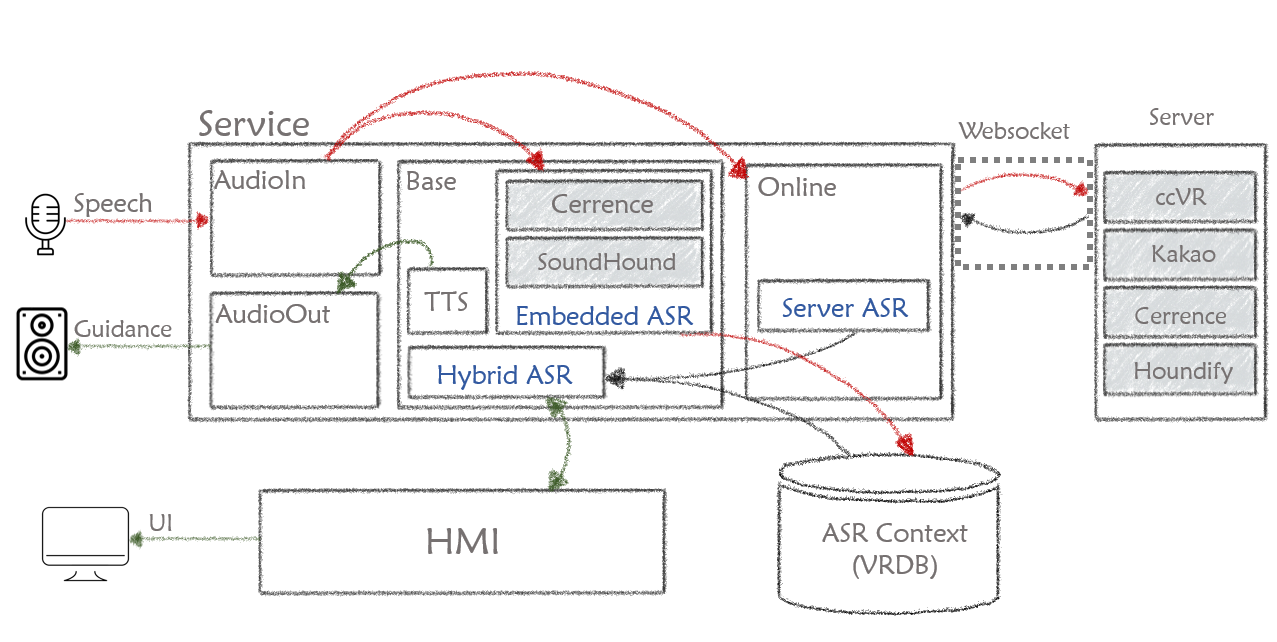 Service
Websocket
Server
AudioIn
Base
Online
Speech
Cerrence
ccVR
SoundHound
Kakao
TTS
Embedded ASR
Server ASR
AudioOut
Guidance
Cerrence
Hybrid ASR
Houndify
UI
HMI
ASR Context
(VRDB)